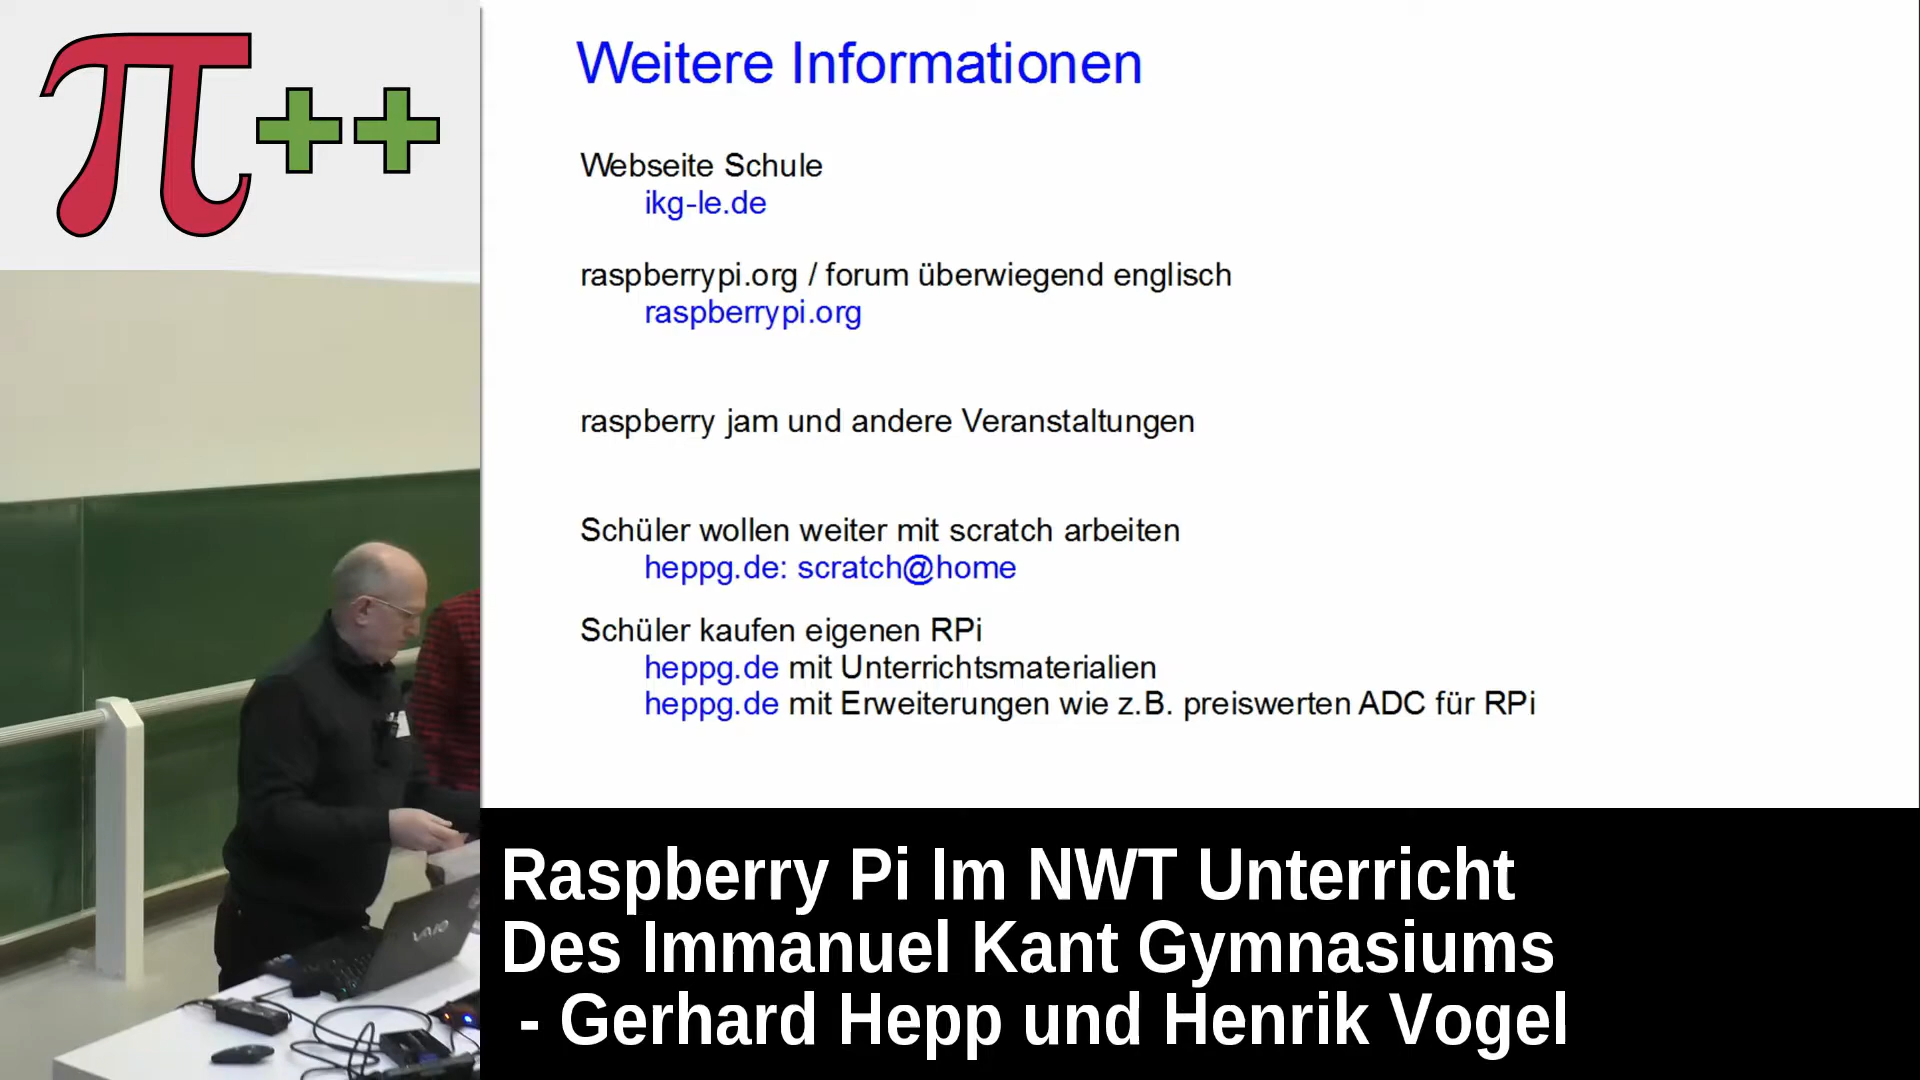 π++
Weitere Informationen
Webseite Schule
ikg-le.de
raspberrypi.org / forum überwiegend englisch
raspberrypi.org
raspberry jam und andere Veranstaltungen
Schüler wollen weiter mit scratch arbeiten
heppg.de: scratch@home
Schüler kaufen eigenen RPi
heppg.de mit Unterrichtsmaterialien
heppg.de mit Erweiterungen wie z.B. preiswerten ADC für RPi
VAIO
Raspberry Pi Im NWT Unterricht
Des Immanuel Kant Gymnasiums
- Gerhard Hepp und Henrik Vogel